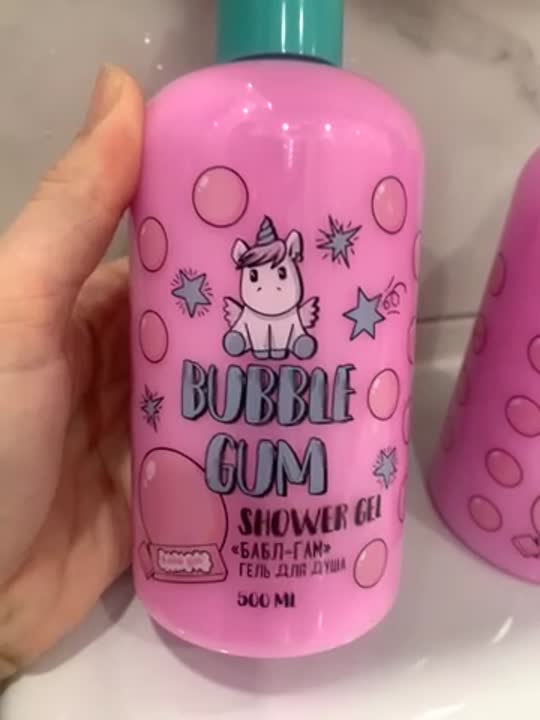 BUBBLE
GUM
SHOWER GEL
«БАБЛ-ГАМ»
ГЕЛЬ ДЛЯ ДУША
500 ML